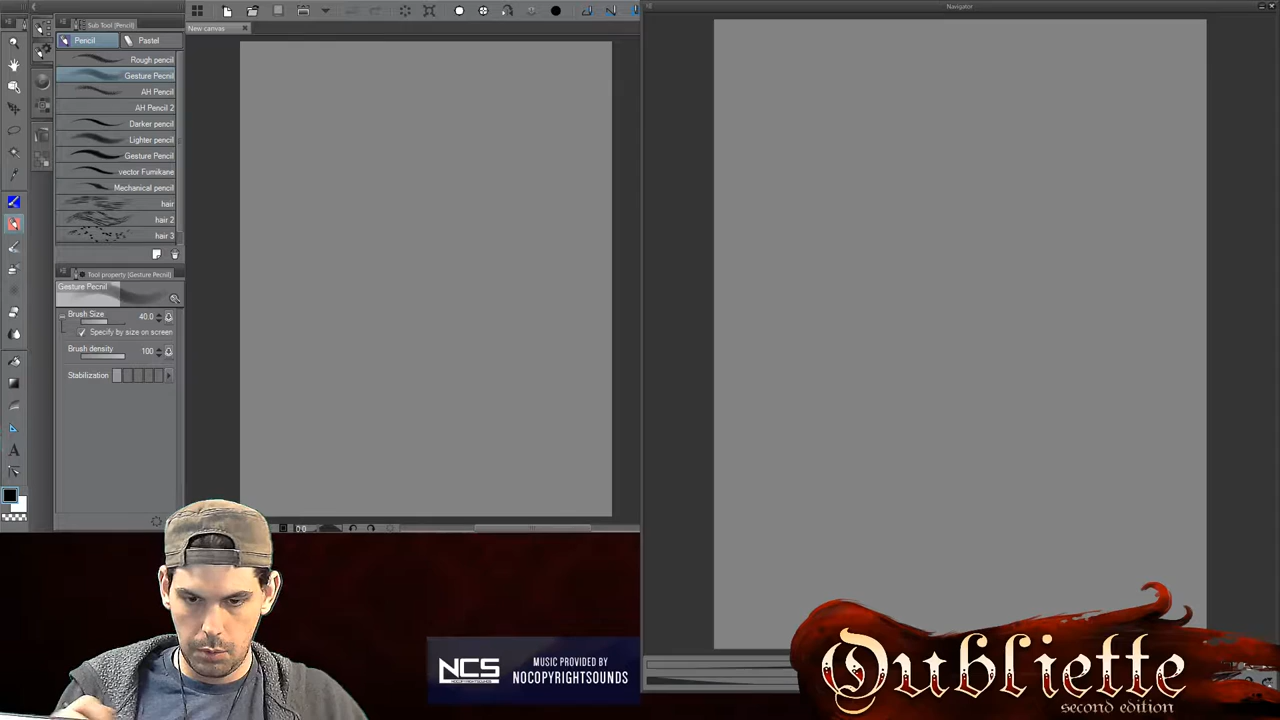 Sub Tool [Pencil]
Pencil
Pastel
Rough pencil
Gesture Pecnil
AH Pencil
AH Pencil 2
Darker pencil
Lighter pencil
Gesture Pencil
vector Fumikane
Mechanical pencil
hair
hair 2
hair 3
Tool property [Gesture Pecnil]
Gesture Pecnil
Brush Size 40.0
Specify by size on screen
Brush density 100
Stabilization
New canvas
0.0
Navigator
A
NCS
MUSIC PROVIDED BY
NOCOPYRIGHTSOUNDS
Oubliette
second edition